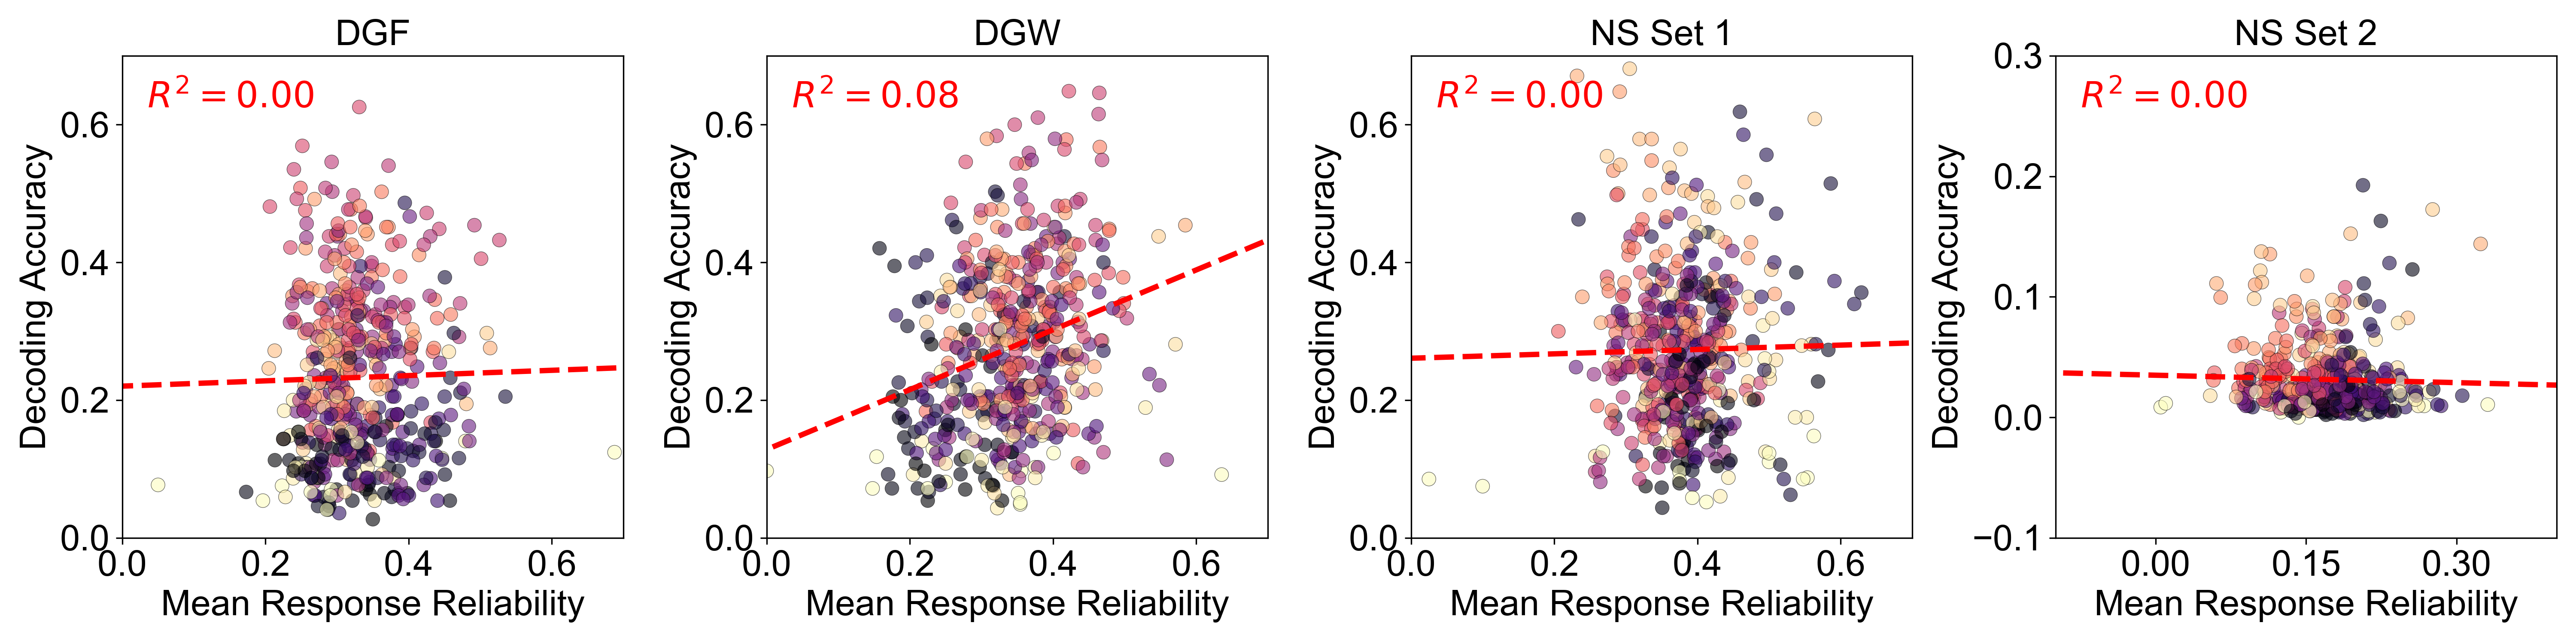 DGF
DGW
NS Set 1
NS Set 2
R² = 0.00
R² = 0.08
R² = 0.00
R² = 0.00
Decoding Accuracy
0.6
0.4
0.2
0.0
0.0 0.2 0.4 0.6
Mean Response Reliability
Decoding Accuracy
0.6
0.4
0.2
0.0
0.0 0.2 0.4 0.6
Mean Response Reliability
Decoding Accuracy
0.6
0.4
0.2
0.0
0.0 0.2 0.4 0.6
Mean Response Reliability
Decoding Accuracy
0.3
0.2
0.1
0.0
−0.1
0.00 0.15 0.30
Mean Response Reliability